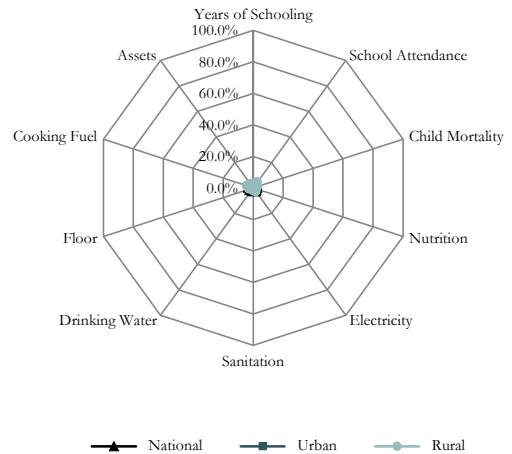 Years of Schooling
100.0%
Assets
School Attendance
80.0%
60.0%
Cooking Fuel
Child Mortality
40.0%
20.0%
0.0%
Floor
Nutrition
Drinking Water
Electricity
Sanitation
National Urban Rural